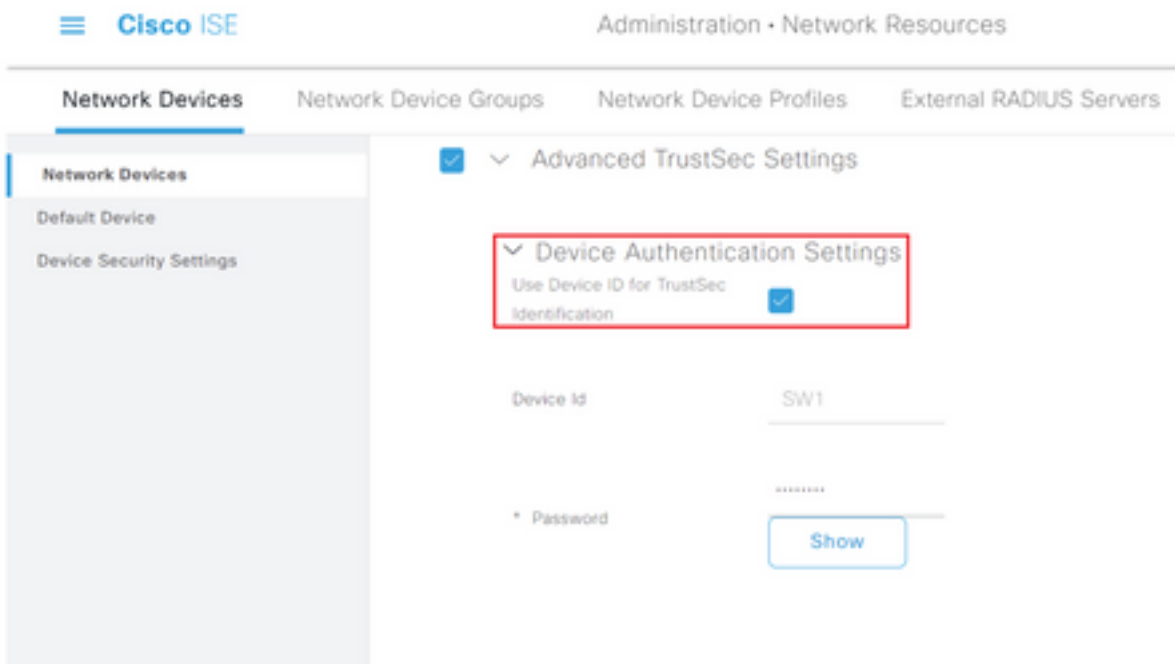 Cisco ISE
Administration • Network Resources
Network Devices
Network Device Groups
Network Device Profiles
External RADIUS Servers
Network Devices
Default Device
Device Security Settings
Advanced TrustSec Settings
Device Authentication Settings
Use Device ID for TrustSec
Identification
Device Id
SW1
* Password
........
Show